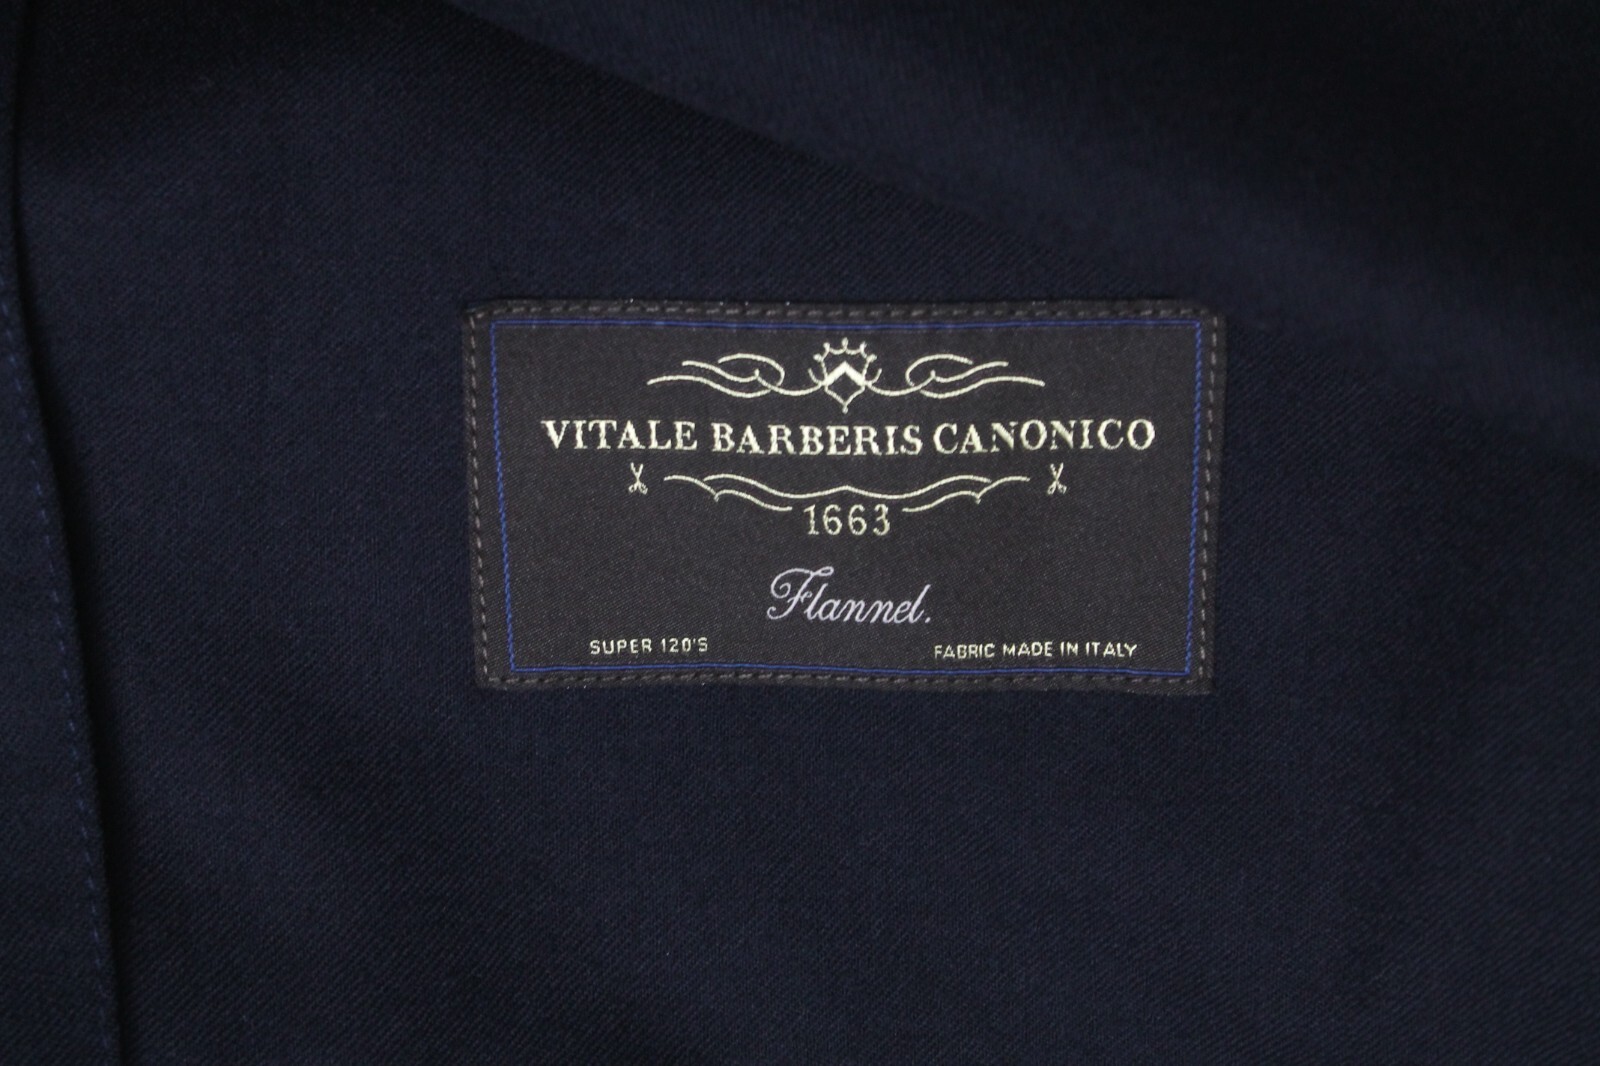 VITALE BARBERIS CANONICO
1663
Flannel.
SUPER 120'S
FABRIC MADE IN ITALY